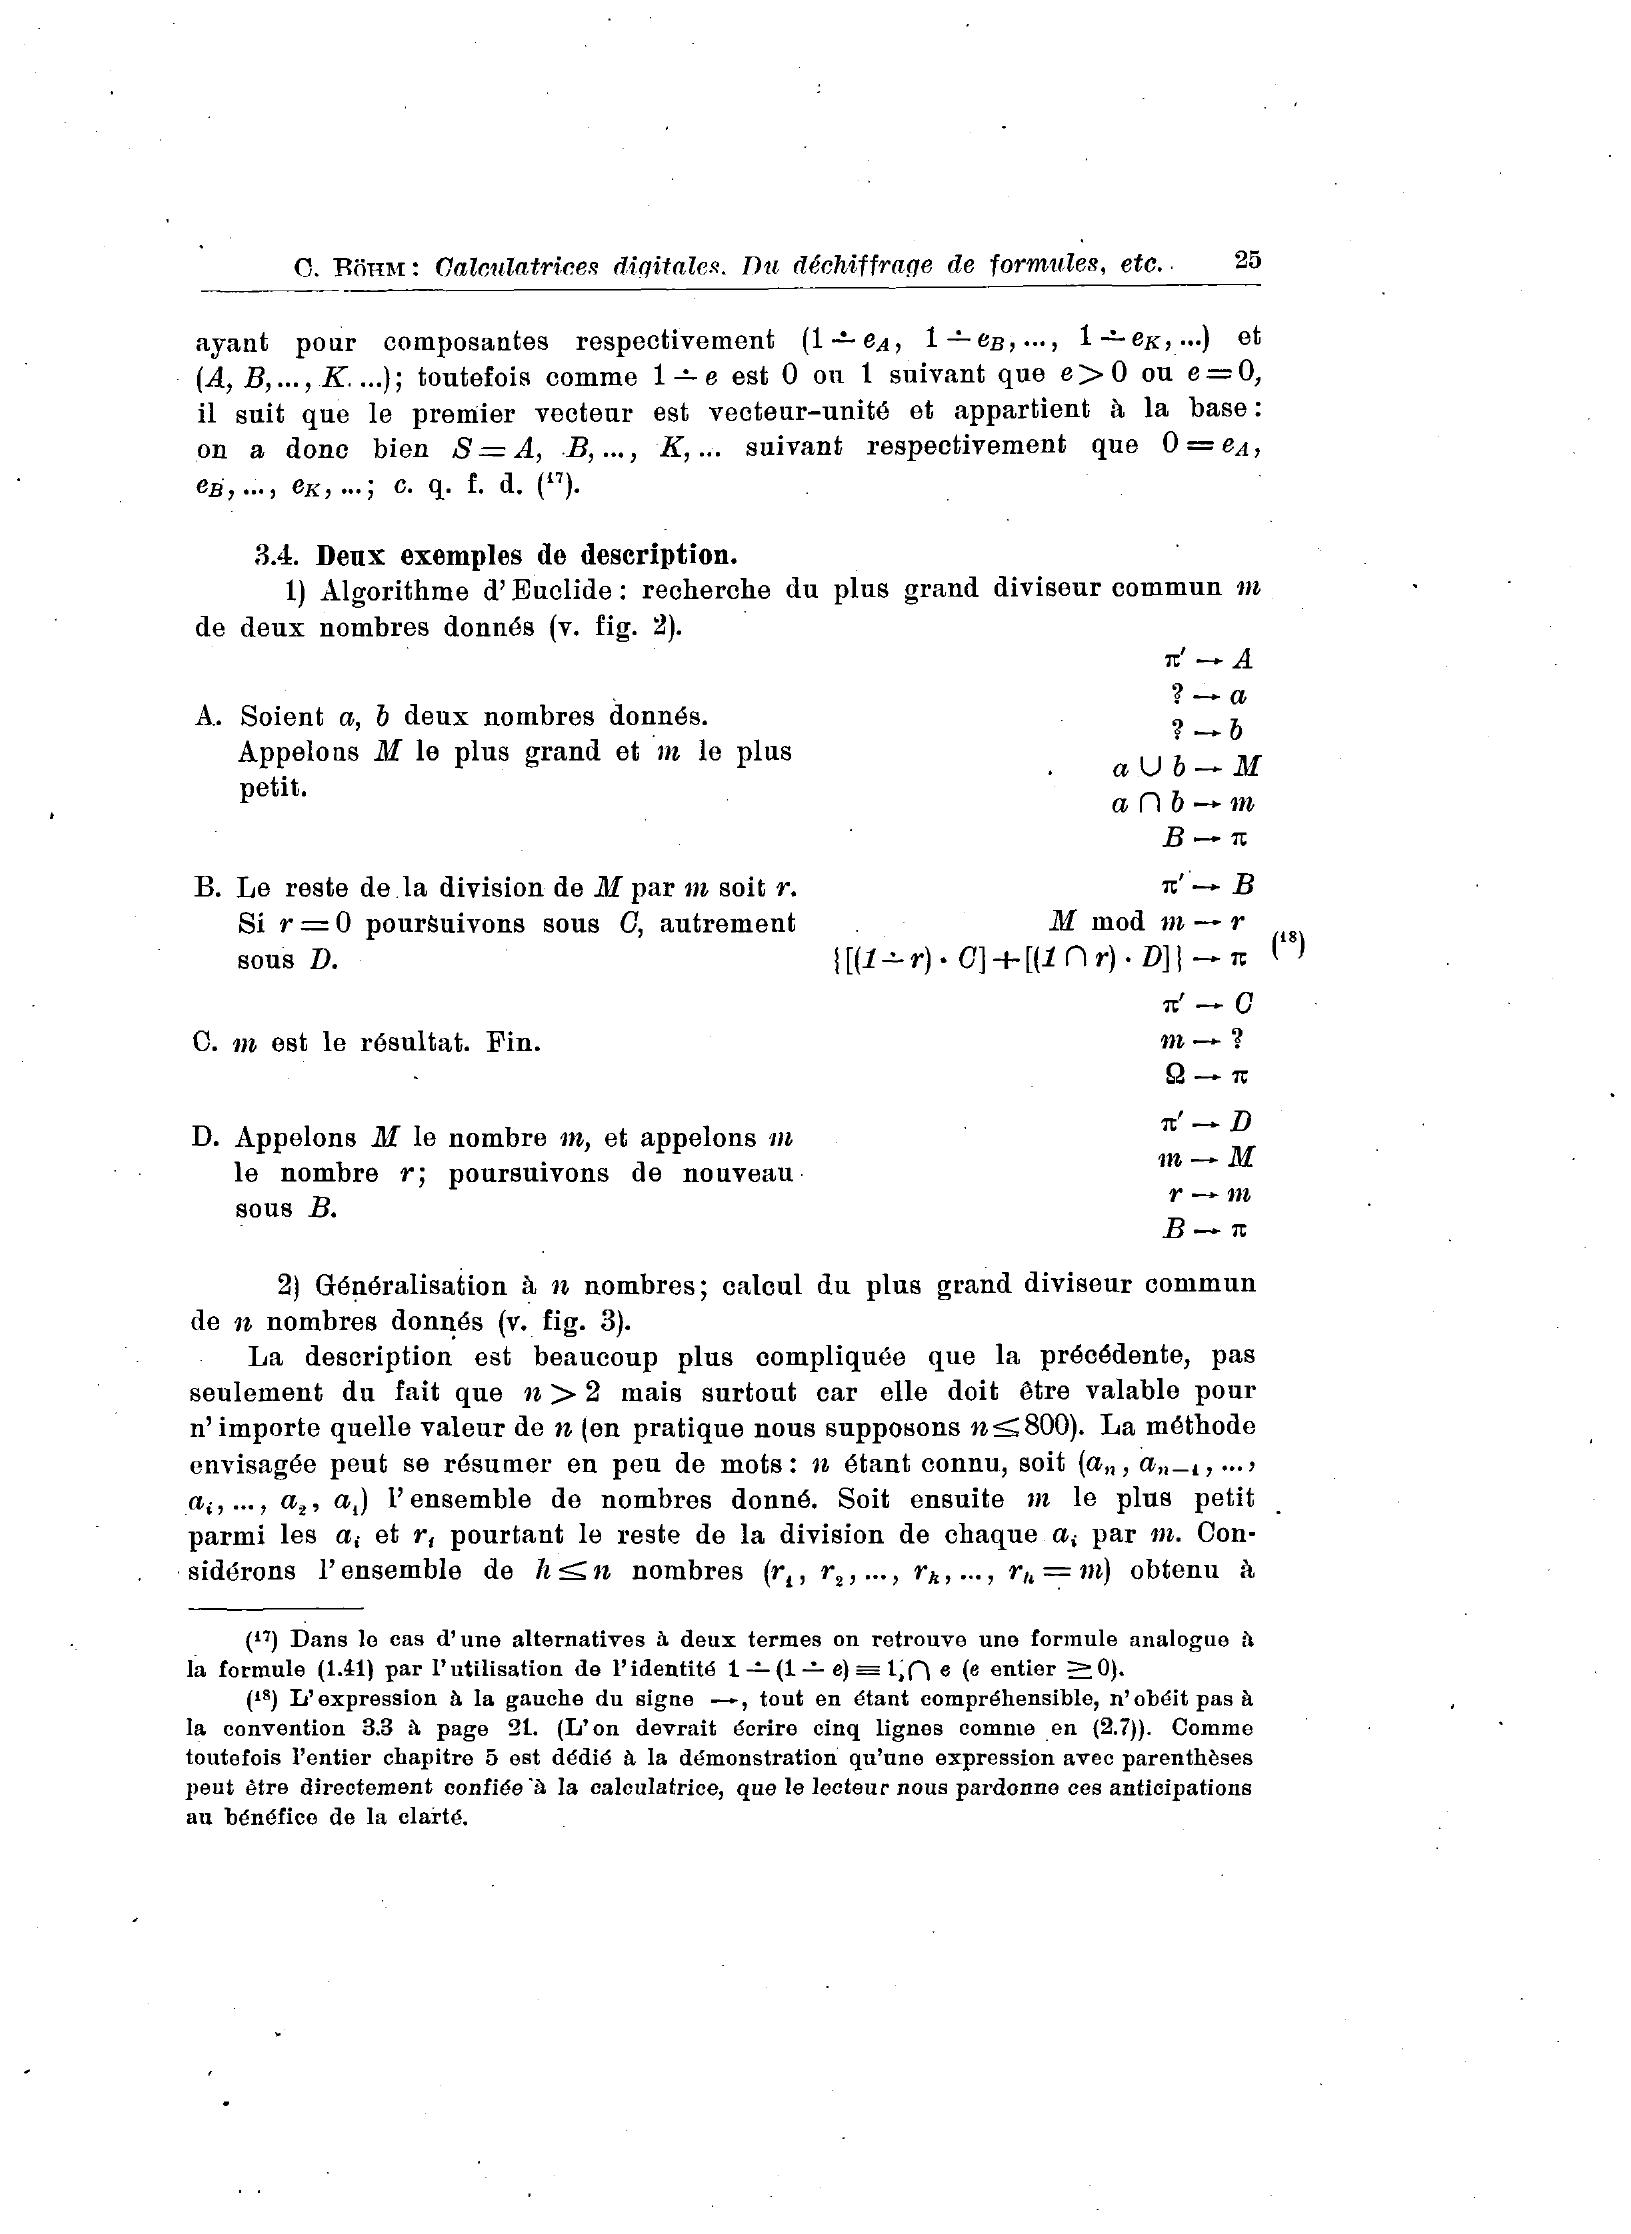 C. BÖHM: Calculatrices digitales. Du déchiffrage de formules, etc. 25
ayant pour composantes respectivement (1 ∸ e_A, 1 ∸ e_B, ..., 1 ∸ e_K, ...) et
(A, B, ..., K. ...); toutefois comme 1 ∸ e est 0 ou 1 suivant que e > 0 ou e = 0,
il suit que le premier vecteur est vecteur-unité et appartient à la base:
on a donc bien S = A, B, ..., K, ... suivant respectivement que 0 = e_A,
e_B, ..., e_K, ...; c. q. f. d. (¹⁷).
3.4. Deux exemples de description.
1) Algorithme d'Euclide: recherche du plus grand diviseur commun m
de deux nombres donnés (v. fig. 2).
A. Soient a, b deux nombres donnés.
Appelons M le plus grand et m le plus
petit.
π′ → A
? → a
? → b
a ∪ b → M
a ∩ b → m
B → π
B. Le reste de la division de M par m soit r.
Si r = 0 poursuivons sous C, autrement
sous D.
π′ → B
M mod m → r
{[(1 ∸ r) · C] + [(1 ∩ r) · D]} → π (¹⁸)
C. m est le résultat. Fin.
π′ → C
m → ?
Ω → π
D. Appelons M le nombre m, et appelons m
le nombre r; poursuivons de nouveau
sous B.
π′ → D
m → M
r → m
B → π
2) Généralisation à n nombres; calcul du plus grand diviseur commun
de n nombres donnés (v. fig. 3).
La description est beaucoup plus compliquée que la précédente, pas
seulement du fait que n > 2 mais surtout car elle doit être valable pour
n'importe quelle valeur de n (en pratique nous supposons n ≤ 800). La méthode
envisagée peut se résumer en peu de mots: n étant connu, soit (aₙ, aₙ₋₁, ...,
aᵢ, ..., a₂, a₁) l'ensemble de nombres donné. Soit ensuite m le plus petit
parmi les aᵢ et rᵢ pourtant le reste de la division de chaque aᵢ par m. Con-
sidérons l'ensemble de h ≤ n nombres (r₁, r₂, ..., rₖ, ..., rₕ = m) obtenu à
(¹⁷) Dans le cas d'une alternatives à deux termes on retrouve une formule analogue à
la formule (1.41) par l'utilisation de l'identité 1 ∸ (1 ∸ e) ≡ 1 ∩ e (e entier ≥ 0).
(¹⁸) L'expression à la gauche du signe →, tout en étant compréhensible, n'obéit pas à
la convention 3.3 à page 21. (L'on devrait écrire cinq lignes comme en (2.7)). Comme
toutefois l'entier chapitre 5 est dédié à la démonstration qu'une expression avec parenthèses
peut être directement confiée à la calculatrice, que le lecteur nous pardonne ces anticipations
au bénéfice de la clarté.